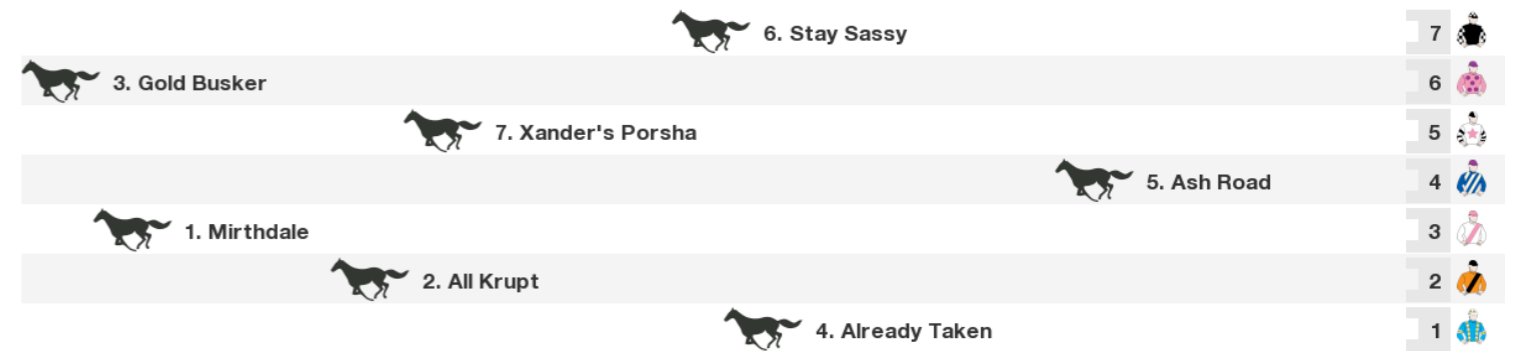 6. Stay Sassy 7
3. Gold Busker 6
7. Xander's Porsha 5
5. Ash Road 4
1. Mirthdale 3
2. All Krupt 2
4. Already Taken 1